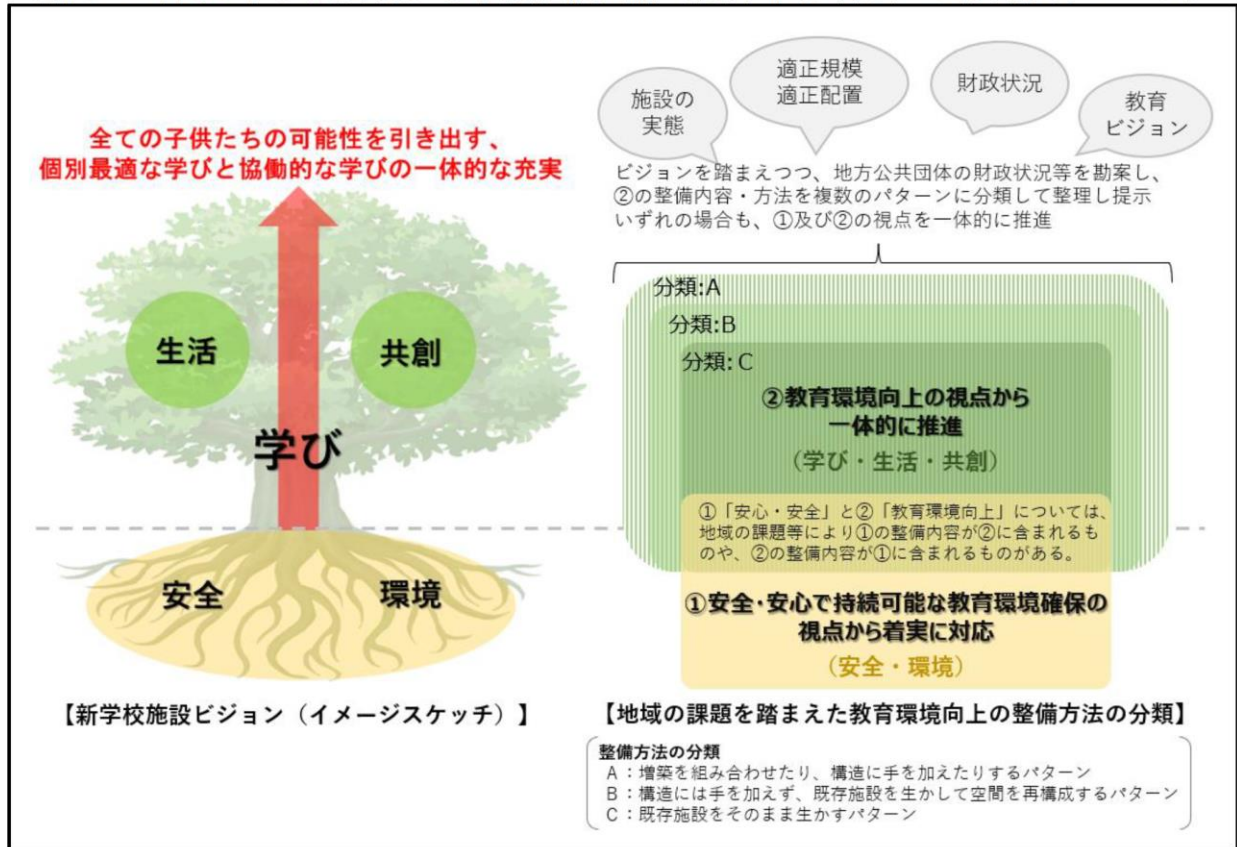 全ての子供たちの可能性を引き出す、
個別最適な学びと協働的な学びの一体的な充実
生活
共創
学び
安全
環境
【新学校施設ビジョン（イメージスケッチ）】
施設の
実態
適正規模
適正配置
財政状況
教育
ビジョン
ビジョンを踏まえつつ、地方公共団体の財政状況等を勘案し、
②の整備内容・方法を複数のパターンに分類して整理し提示
いずれの場合も、①及び②の視点を一体的に推進
分類:A
分類:B
分類:C
②教育環境向上の視点から
一体的に推進
（学び・生活・共創）
①「安心・安全」と②「教育環境向上」については、
地域の課題等により①の整備内容が②に含まれるも
のや、②の整備内容が①に含まれるものがある。
①安全・安心で持続可能な教育環境確保の
視点から着実に対応
（安全・環境）
【地域の課題を踏まえた教育環境向上の整備方法の分類】
整備方法の分類
A：増築を組み合わせたり、構造に手を加えたりするパターン
B：構造には手を加えず、既存施設を生かして空間を再構成するパターン
C：既存施設をそのまま生かすパターン